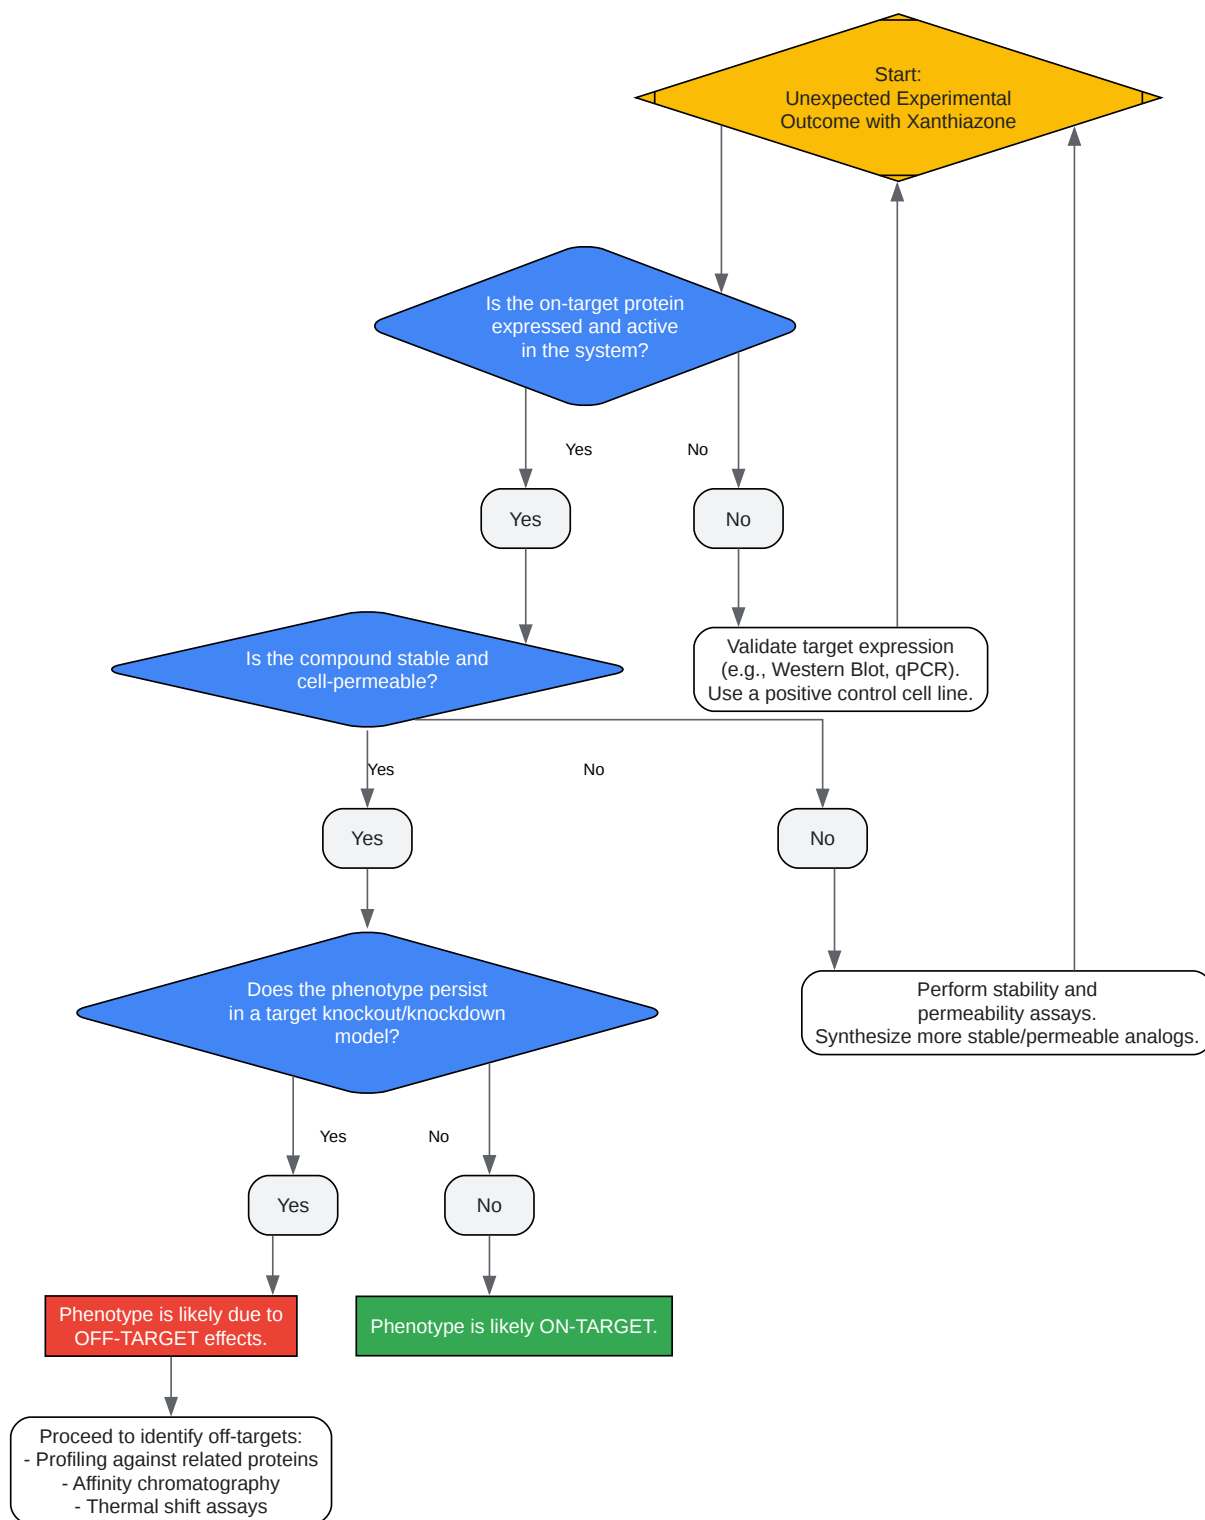 Start:
Unexpected Experimental
Outcome with Xanthiazone
Is the on-target protein
expressed and active
in the system?
Yes
No
Yes
No
Is the compound stable and
cell-permeable?
Validate target expression
(e.g., Western Blot, qPCR).
Use a positive control cell line.
Yes
No
Yes
No
Does the phenotype persist
in a target knockout/knockdown
model?
Perform stability and
permeability assays.
Synthesize more stable/permeable analogs.
Yes
No
Yes
No
Phenotype is likely due to
OFF-TARGET effects.
Phenotype is likely ON-TARGET.
Proceed to identify off-targets:
- Profiling against related proteins
- Affinity chromatography
- Thermal shift assays